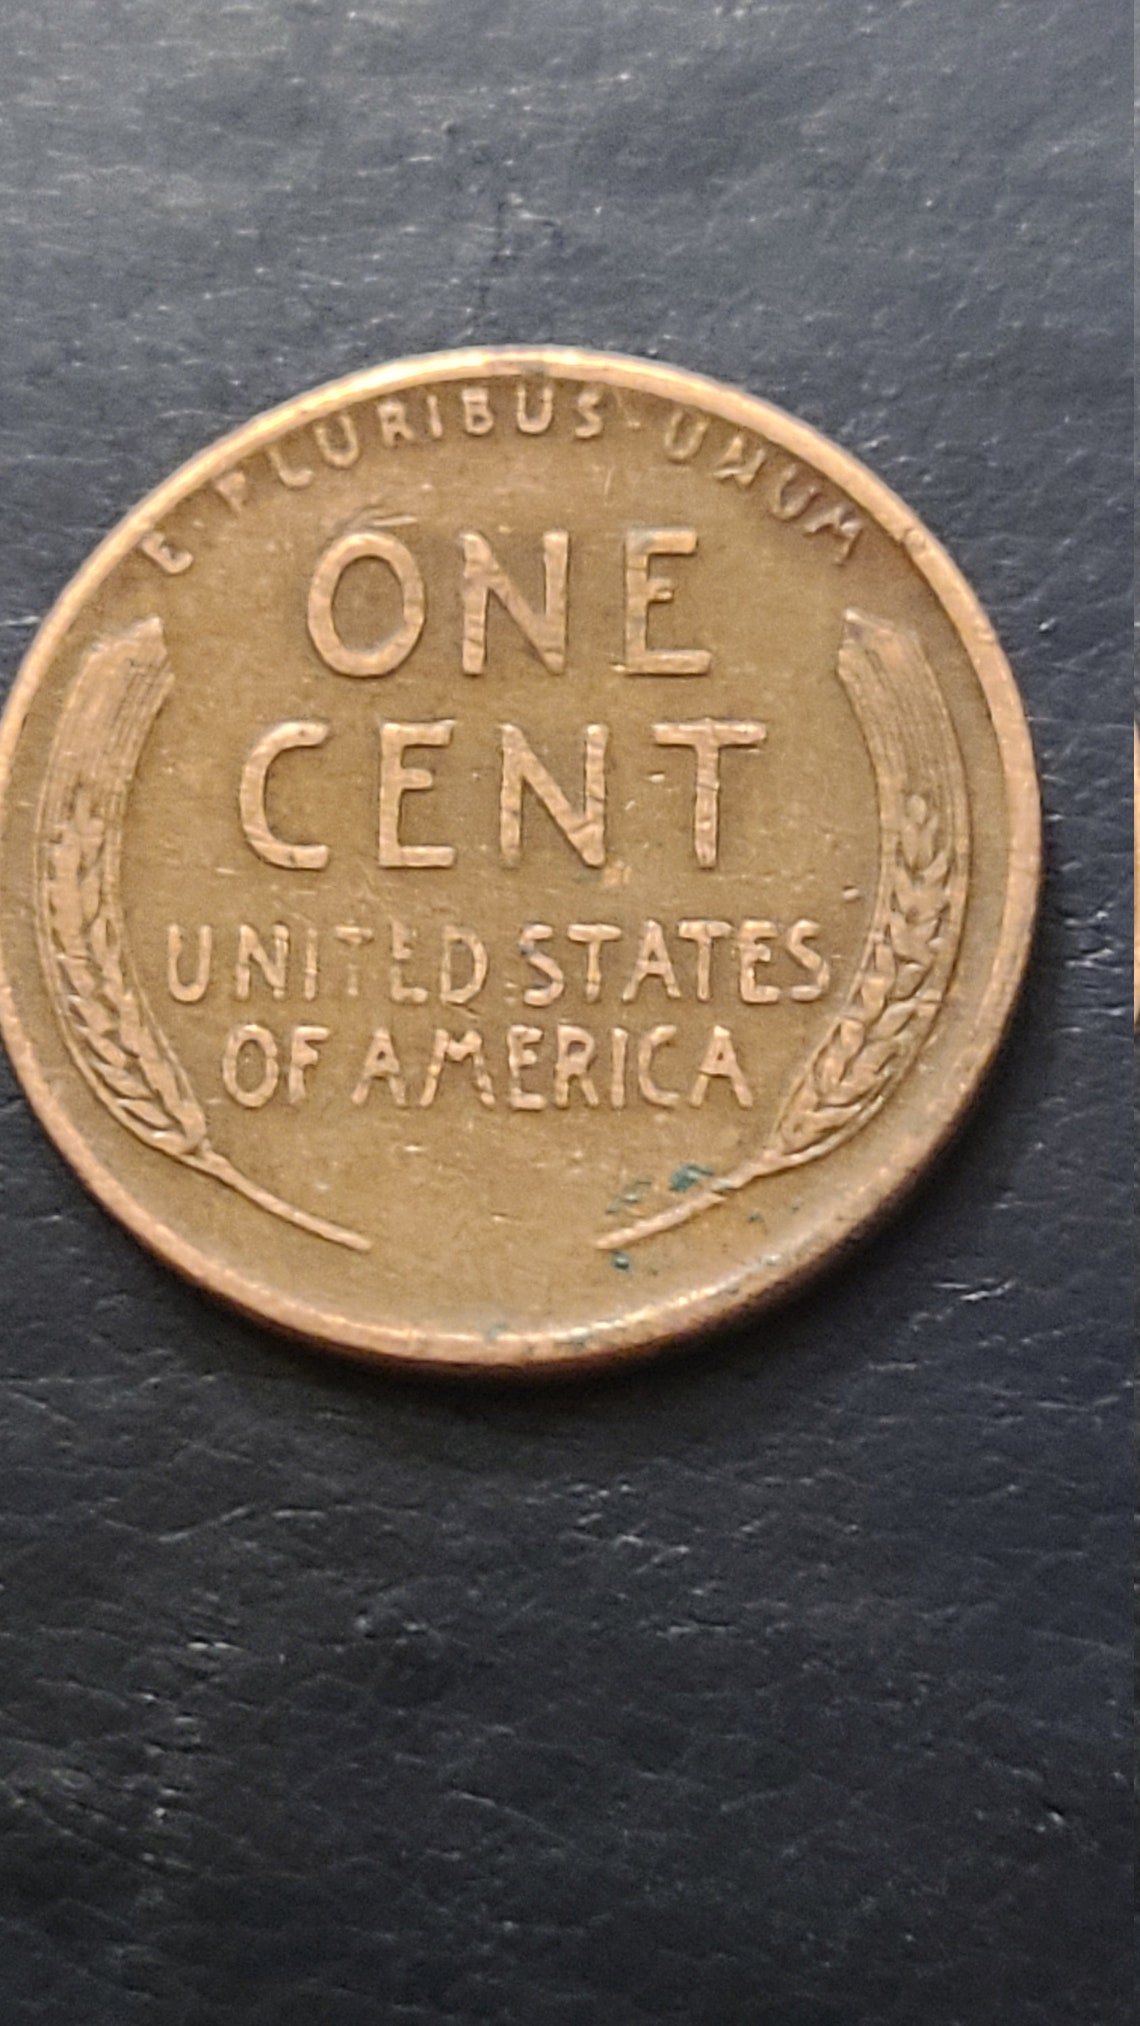 E·PLURIBUS·UNUM
ONE
CENT
UNITED STATES
OF AMERICA